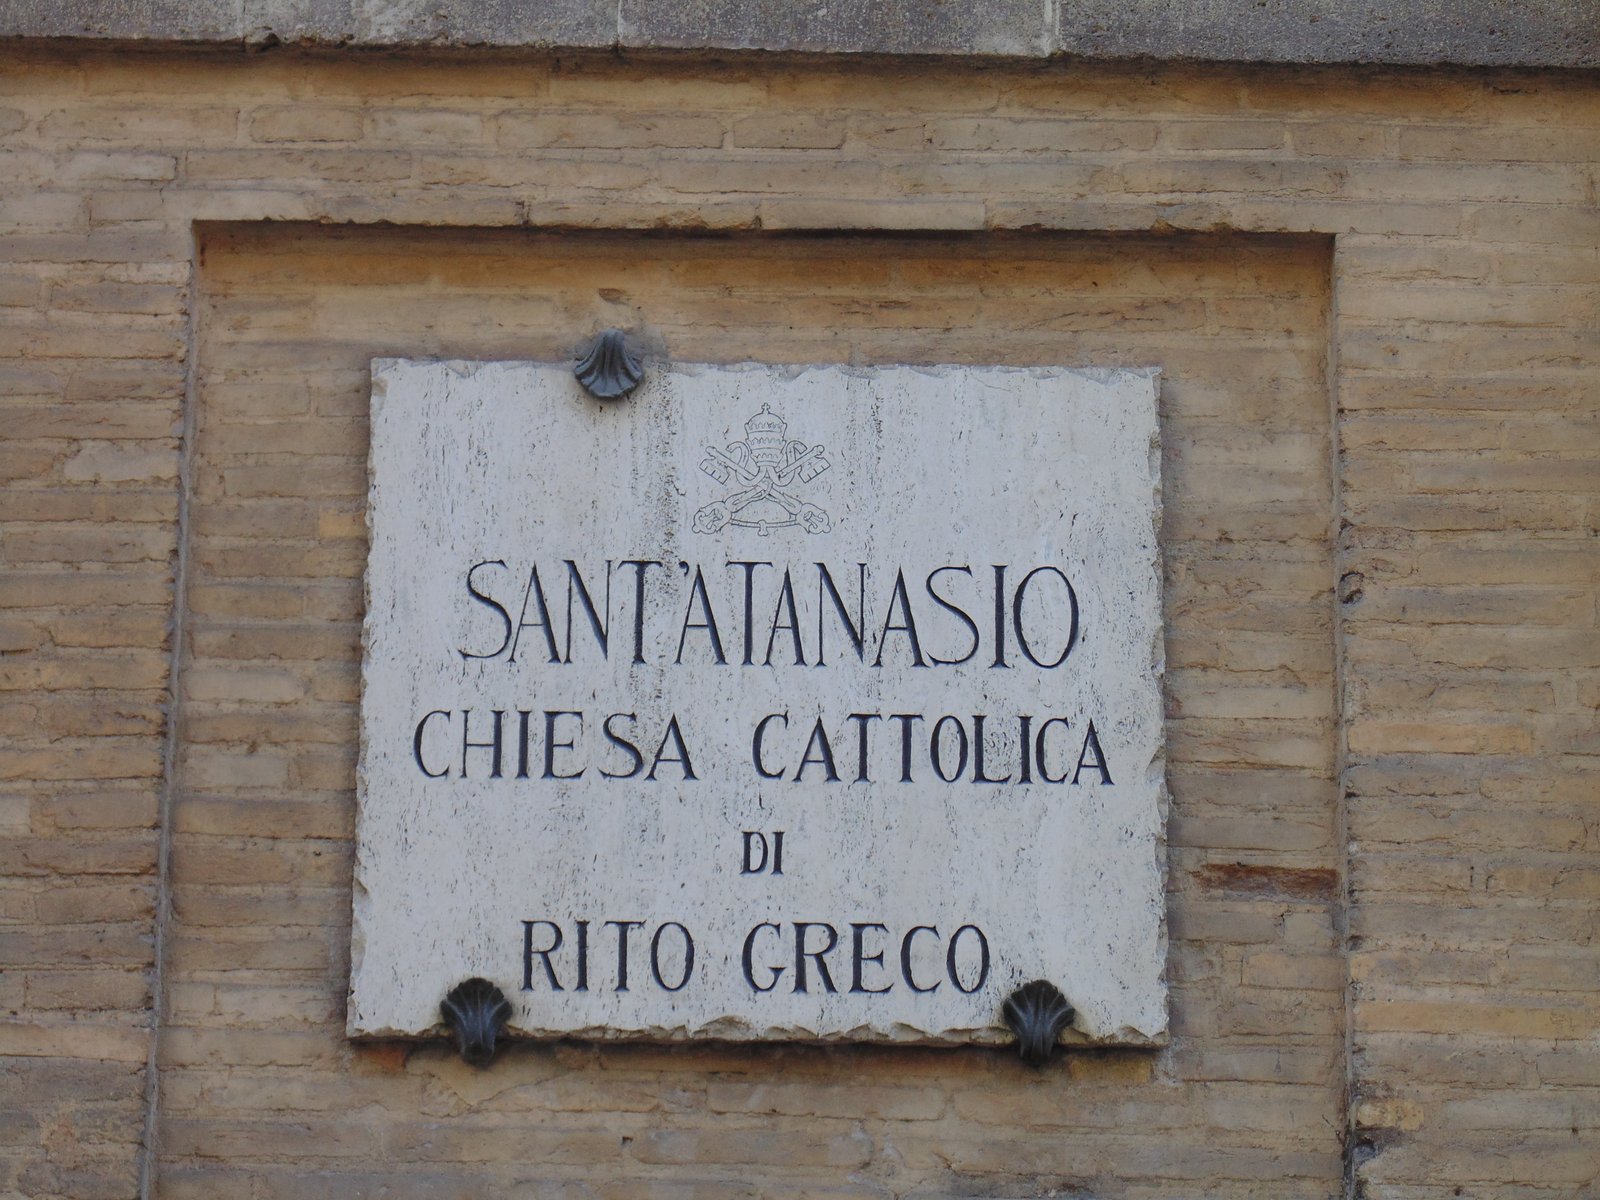 SANT'ATANASIO
CHIESA CATTOLICA
DI
RITO GRECO